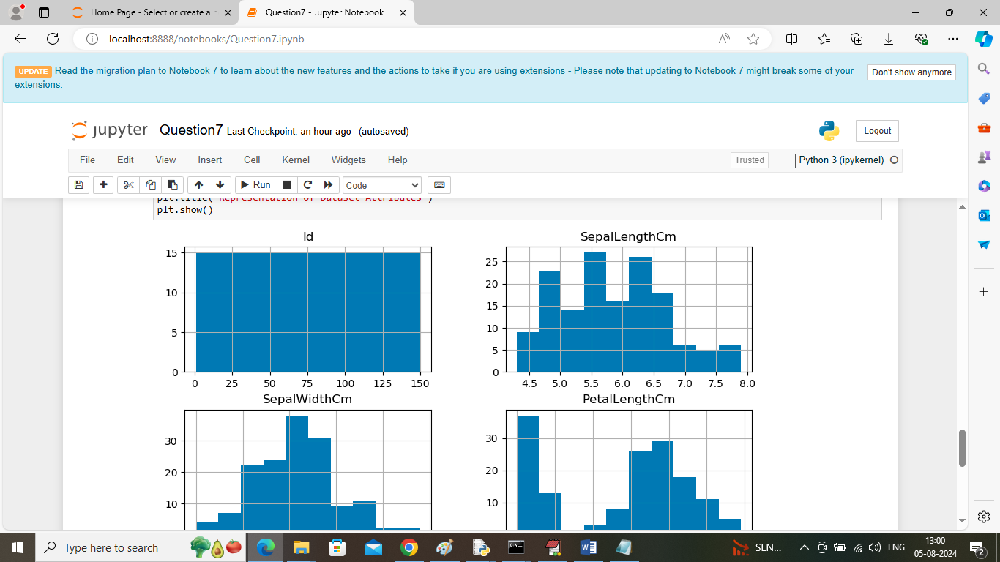 Home Page - Select or create a n
Question7 - Jupyter Notebook
localhost:8888/notebooks/Question7.ipynb
UPDATE Read the migration plan to Notebook 7 to learn about the new features and the actions to take if you are using extensions - Please note that updating to Notebook 7 might break some of your
extensions.
Don't show anymore
jupyter Question7 Last Checkpoint: an hour ago (autosaved)
Logout
File Edit View Insert Cell Kernel Widgets Help
Trusted
Python 3 (ipykernel)
Run
Code
plt.title('Representation Of Dataset Attributes')
plt.show()
Id
15
10
5
0
0 25 50 75 100 125 150
SepalLengthCm
25
20
15
10
5
0
4.5 5.0 5.5 6.0 6.5 7.0 7.5 8.0
SepalWidthCm
30
20
10
PetalLengthCm
30
20
10
Type here to search
SEN...
ENG
13:00
05-08-2024
2